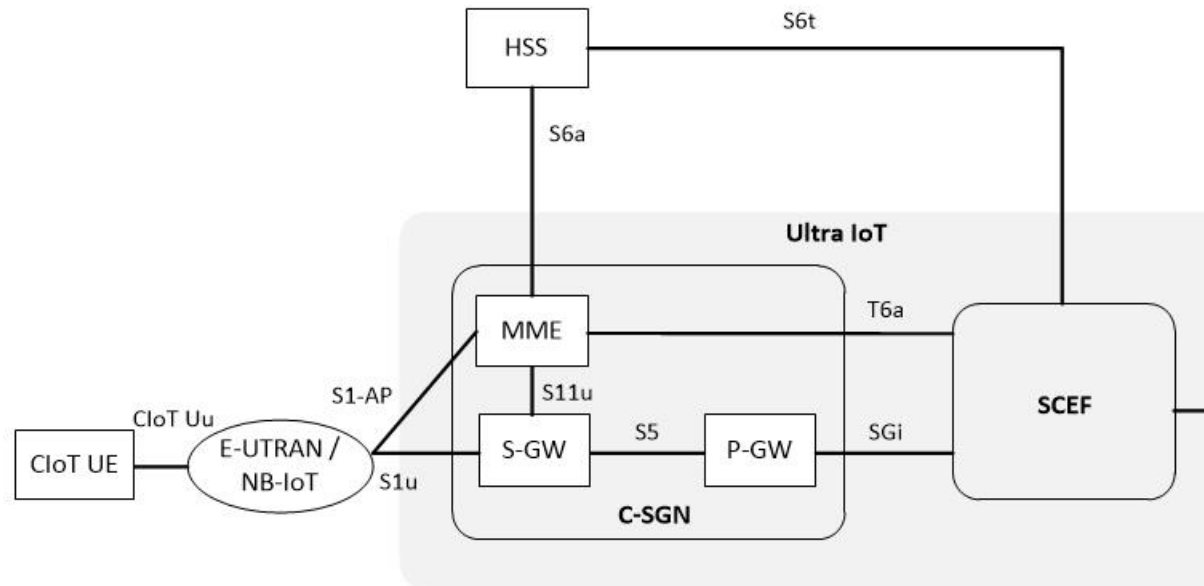 S6t
HSS
S6a
Ultra IoT
MME
T6a
S1-AP
S11u
SCEF
CIoT Uu
E-UTRAN /
NB-IoT
CIoT UE
S1u
S-GW
S5
P-GW
SGi
C-SGN